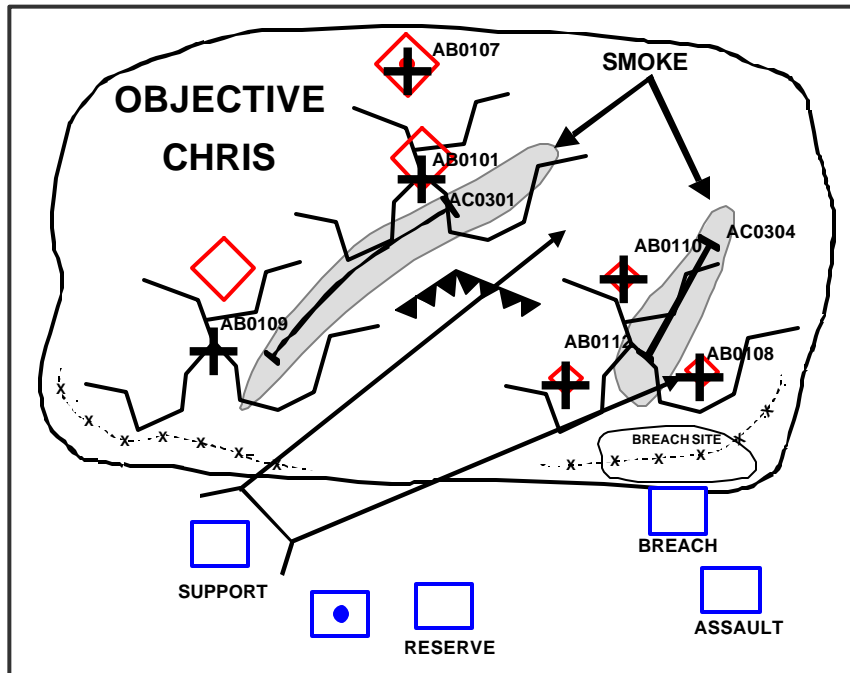 AB0107
SMOKE
OBJECTIVE
CHRIS
AB0101
AC0301
AC0304
AB0110
AB0109
AB0112
AB0108
X
X
X
X
X
X
X
BREACH SITE
X
X
X
X
X
X
X
BREACH
SUPPORT
ASSAULT
RESERVE